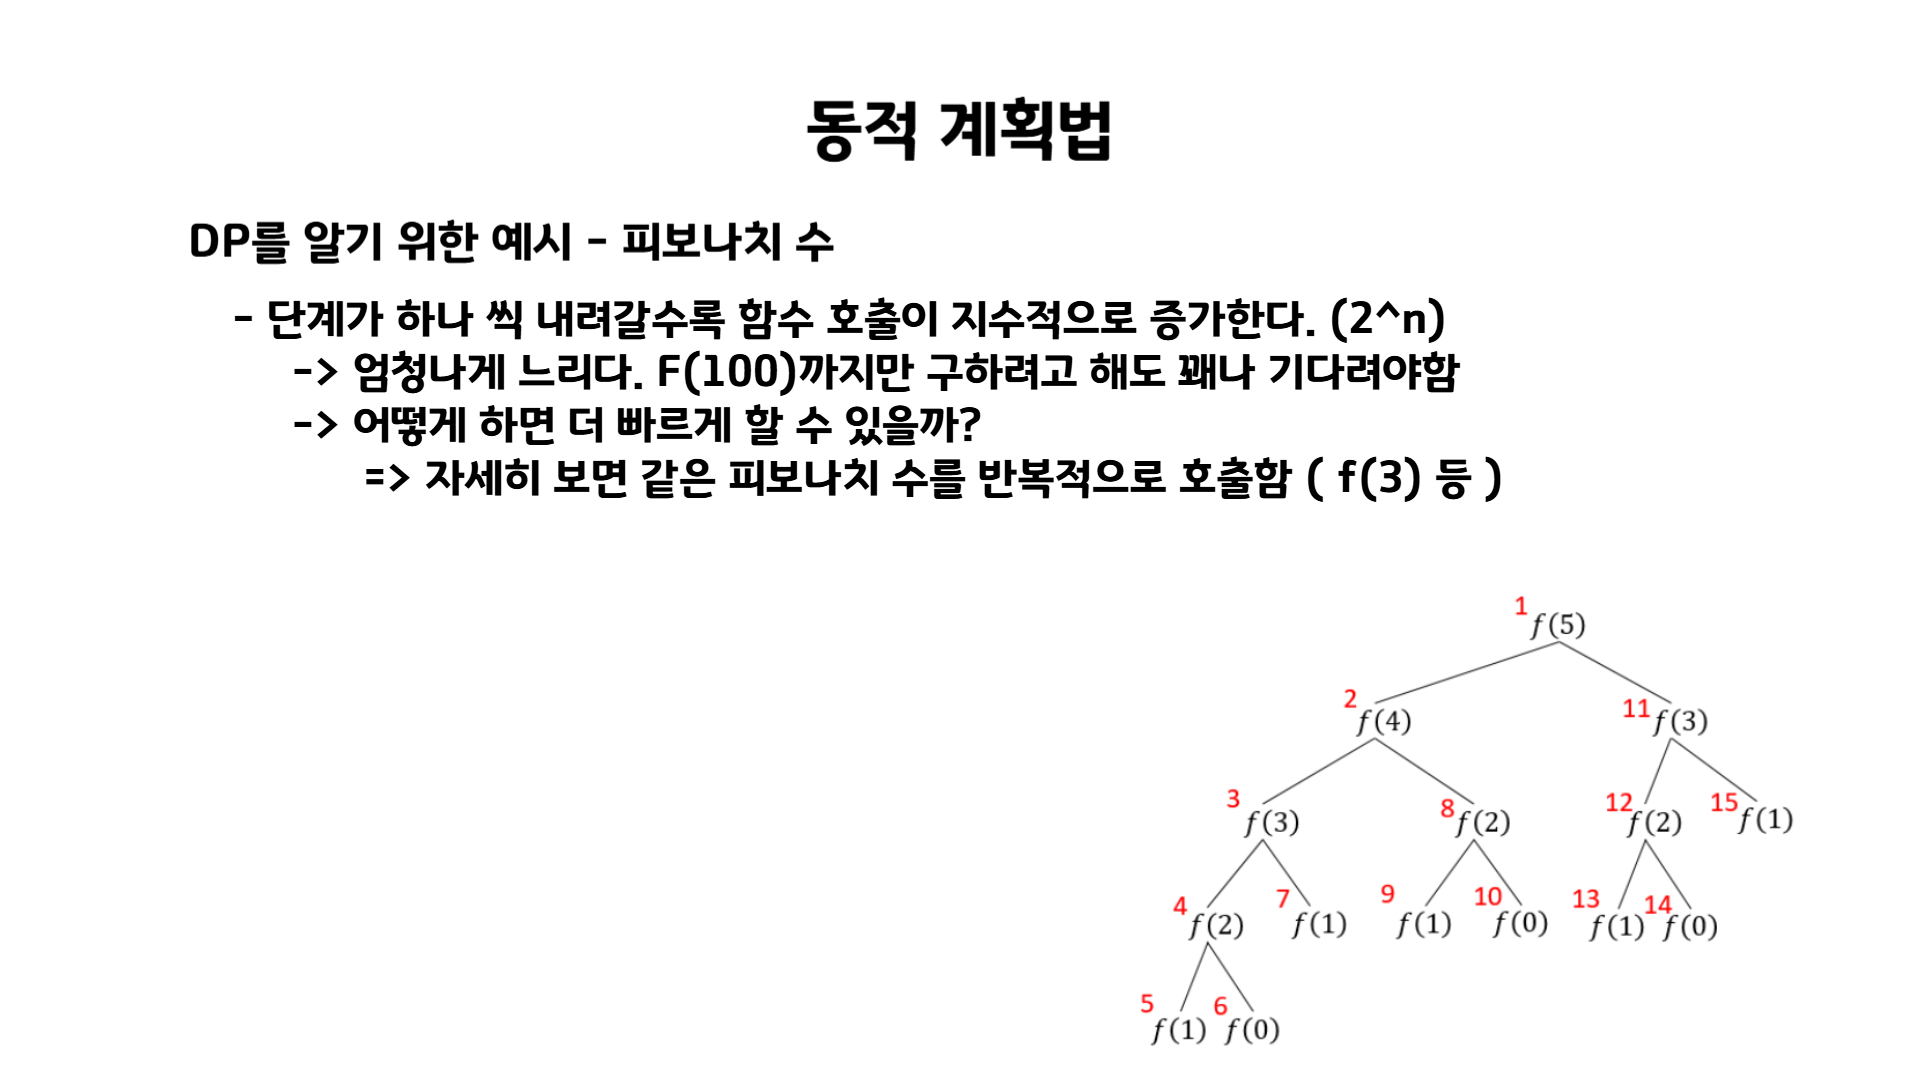 동적 계획법
DP를 알기 위한 예시 - 피보나치 수
- 단계가 하나 씩 내려갈수록 함수 호출이 지수적으로 증가한다. (2^n)
-> 엄청나게 느리다. F(100)까지만 구하려고 해도 꽤나 기다려야함
-> 어떻게 하면 더 빠르게 할 수 있을까?
=> 자세히 보면 같은 피보나치 수를 반복적으로 호출함 ( f(3) 등 )
1 f(5)
2 f(4) 11 f(3)
3 f(3) 8 f(2) 12 f(2) 15 f(1)
4 f(2) 7 f(1) 9 f(1) 10 f(0) 13 f(1) 14 f(0)
5 f(1) 6 f(0)